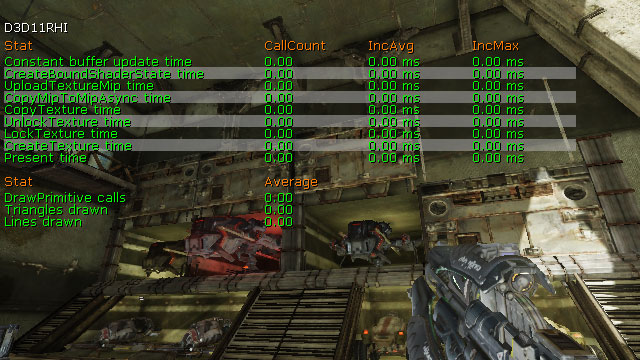 D3D11RHI
Stat CallCount IncAvg IncMax
Constant buffer update time 0.00 0.00 ms 0.00 ms
CreateBoundShaderState time 0.00 0.00 ms 0.00 ms
UploadTextureMip time 0.00 0.00 ms 0.00 ms
CopyMipToMipAsync time 0.00 0.00 ms 0.00 ms
CopyTexture time 0.00 0.00 ms 0.00 ms
UnlockTexture time 0.00 0.00 ms 0.00 ms
LockTexture time 0.00 0.00 ms 0.00 ms
CreateTexture time 0.00 0.00 ms 0.00 ms
Present time 0.00 0.00 ms 0.00 ms
Stat Average
DrawPrimitive calls 0.00
Triangles drawn 0.00
Lines drawn 0.00